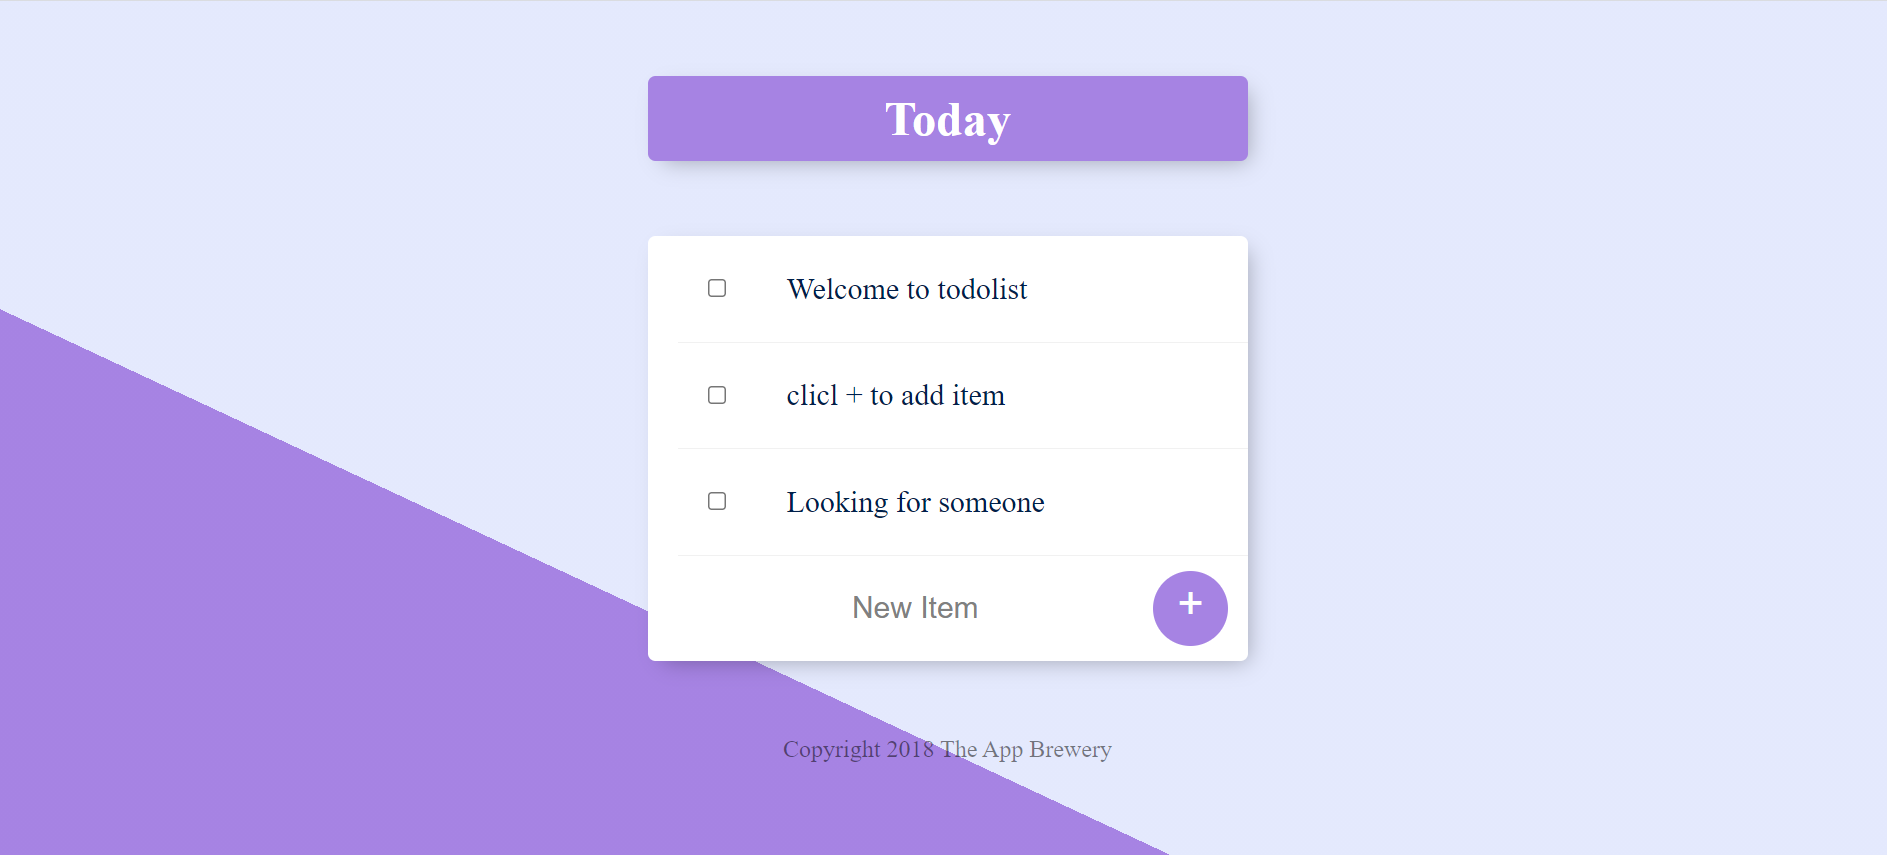 Today
Welcome to todolist
clicl + to add item
Looking for someone
New Item +
Copyright 2018 The App Brewery